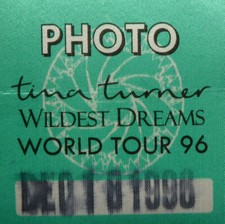 PHOTO
tina turner
WILDEST DREAMS
WORLD TOUR 96